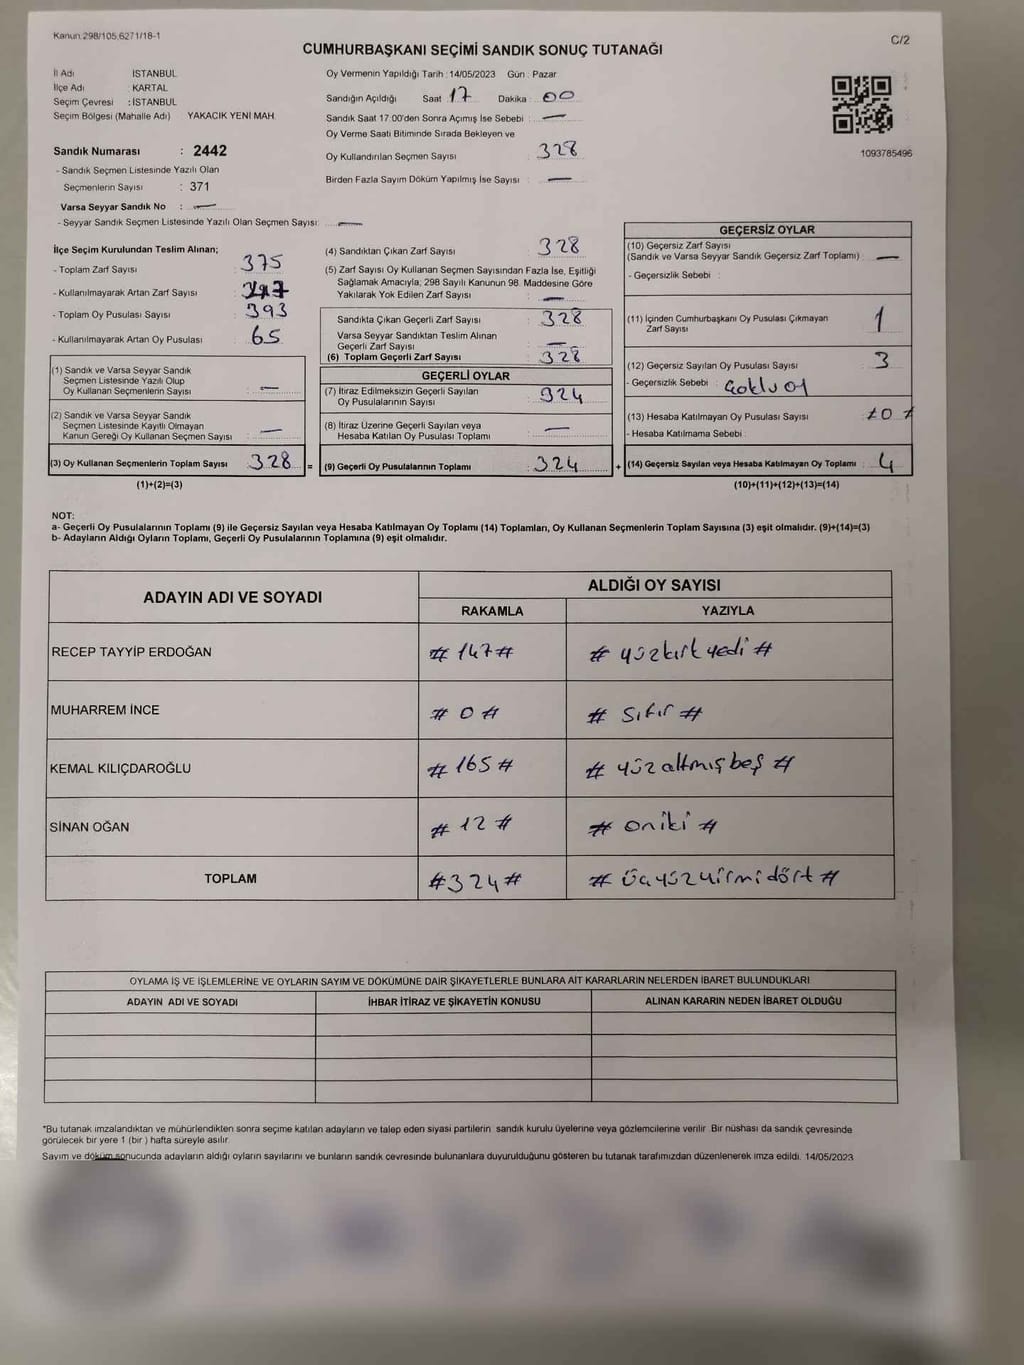 Kanun:298/105,6271/18-1
C/2
CUMHURBAŞKANI SEÇİMİ SANDIK SONUÇ TUTANAĞI
İl Adı : İSTANBUL
İlçe Adı : KARTAL
Seçim Çevresi : İSTANBUL
Seçim Bölgesi (Mahalle Adı) YAKACIK YENİ MAH.
Sandık Numarası : 2442
- Sandık Seçmen Listesinde Yazılı Olan
Seçmenlerin Sayısı : 371
Varsa Seyyar Sandık No : —
- Seyyar Sandık Seçmen Listesinde Yazılı Olan Seçmen Sayısı: —
Oy Vermenin Yapıldığı Tarih : 14/05/2023 Gün : Pazar
Sandığın Açıldığı Saat 17 Dakika : 00
Sandık Saat 17:00'den Sonra Açılmış İse Sebebi : —
Oy Verme Saati Bitiminde Sırada Bekleyen ve
Oy Kullandırılan Seçmen Sayısı : 328
Birden Fazla Sayım Döküm Yapılmış İse Sayısı : —
1093785496
İlçe Seçim Kurulundan Teslim Alınan;
- Toplam Zarf Sayısı : 375
- Kullanılmayarak Artan Zarf Sayısı :
- Toplam Oy Pusulası Sayısı : 393
- Kullanılmayarak Artan Oy Pusulası : 65
(1) Sandık ve Varsa Seyyar Sandık
Seçmen Listesinde Yazılı Olup
Oy Kullanan Seçmenlerin Sayısı : —
(2) Sandık ve Varsa Seyyar Sandık
Seçmen Listesinde Kayıtlı Olmayan
Kanun Gereği Oy Kullanan Seçmen Sayısı : —
(3) Oy Kullanan Seçmenlerin Toplam Sayısı : 328
(1)+(2)=(3)
(4) Sandıktan Çıkan Zarf Sayısı : 328
(5) Zarf Sayısı Oy Kullanan Seçmen Sayısından Fazla İse, Eşitliği
Sağlamak Amacıyla; 298 Sayılı Kanunun 98. Maddesine Göre
Yakılarak Yok Edilen Zarf Sayısı : —
Sandıkta Çıkan Geçerli Zarf Sayısı : 328
Varsa Seyyar Sandıktan Teslim Alınan
Geçerli Zarf Sayısı : —
(6) Toplam Geçerli Zarf Sayısı : 328
GEÇERLİ OYLAR
(7) İtiraz Edilmeksizin Geçerli Sayılan
Oy Pusulalarının Sayısı : 324
(8) İtiraz Üzerine Geçerli Sayılan veya
Hesaba Katılan Oy Pusulası Toplamı : —
= (9) Geçerli Oy Pusulalarının Toplamı : 324
GEÇERSİZ OYLAR
(10) Geçersiz Zarf Sayısı
(Sandık ve Varsa Seyyar Sandık Geçersiz Zarf Toplamı) : —
- Geçersizlik Sebebi :
(11) İçinden Cumhurbaşkanı Oy Pusulası Çıkmayan
Zarf Sayısı : 1
(12) Geçersiz Sayılan Oy Pusulası Sayısı : 3
- Geçersizlik Sebebi : Çoklu oy
(13) Hesaba Katılmayan Oy Pusulası Sayısı : #0#
- Hesaba Katılmama Sebebi :
+ (14) Geçersiz Sayılan veya Hesaba Katılmayan Oy Toplamı : 4
(10)+(11)+(12)+(13)=(14)
NOT:
a- Geçerli Oy Pusulalarının Toplamı (9) ile Geçersiz Sayılan veya Hesaba Katılmayan Oy Toplamı (14) Toplamları, Oy Kullanan Seçmenlerin Toplam Sayısına (3) eşit olmalıdır. (9)+(14)=(3)
b- Adayların Aldığı Oyların Toplamı, Geçerli Oy Pusulalarının Toplamına (9) eşit olmalıdır.
ADAYIN ADI VE SOYADI ALDIĞI OY SAYISI
RAKAMLA YAZIYLA
RECEP TAYYİP ERDOĞAN # 147 # # yüzkırkyedi #
MUHARREM İNCE # 0 # # sıfır #
KEMAL KILIÇDAROĞLU # 165 # # yüzaltmışbeş #
SİNAN OĞAN # 12 # # oniki #
TOPLAM #324# # üçyüzyirmidört #
OYLAMA İŞ VE İŞLEMLERİNE VE OYLARIN SAYIM VE DÖKÜMÜNE DAİR ŞİKAYETLERLE BUNLARA AİT KARARLARIN NELERDEN İBARET BULUNDUKLARI
ADAYIN ADI VE SOYADI İHBAR İTİRAZ VE ŞİKAYETİN KONUSU ALINAN KARARIN NEDEN İBARET OLDUĞU
*Bu tutanak imzalandıktan ve mühürlendikten sonra seçime katılan adayların ve talep eden siyasi partilerin sandık kurulu üyelerine veya gözlemcilerine verilir. Bir nüshası da sandık çevresinde
görülecek bir yere 1 (bir) hafta süreyle asılır.
Sayım ve döküm sonucunda adayların aldığı oyların sayılarını ve bunların sandık çevresinde bulunanlara duyurulduğunu gösteren bu tutanak tarafımızdan düzenlenerek imza edildi. 14/05/2023